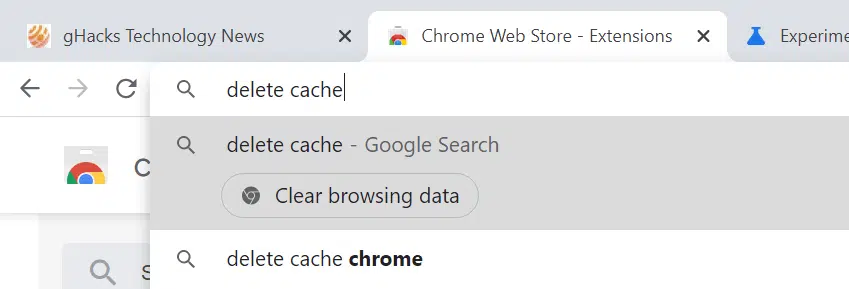 gHacks Technology News
Chrome Web Store - Extensions
Experime
delete cache
delete cache - Google Search
Clear browsing data
delete cache chrome